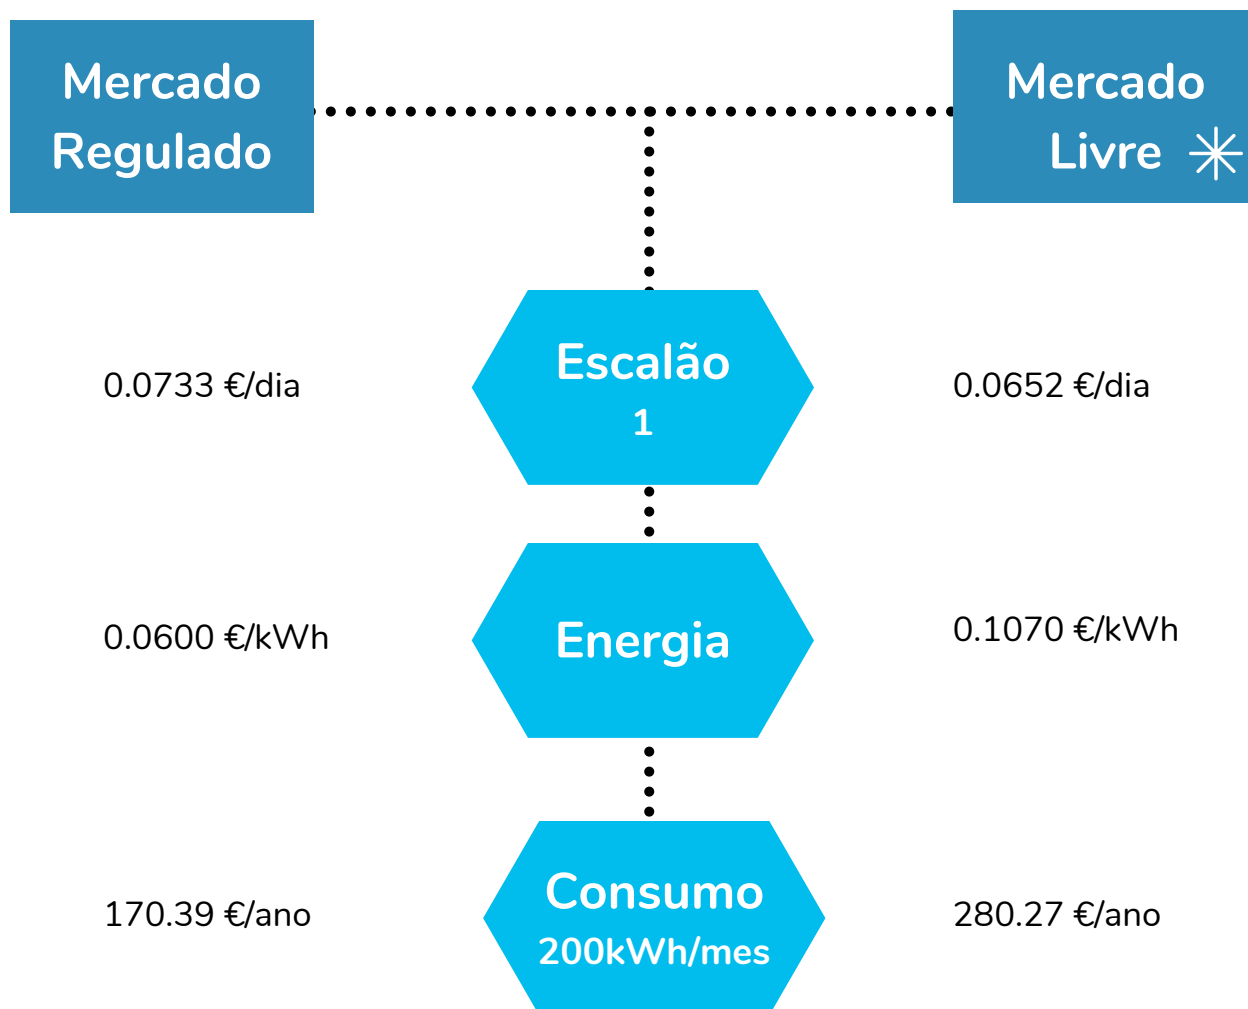 Mercado
Regulado
Mercado
Livre
0.0733 €/dia
Escalão
1
0.0652 €/dia
0.0600 €/kWh
Energia
0.1070 €/kWh
170.39 €/ano
Consumo
200kWh/mes
280.27 €/ano